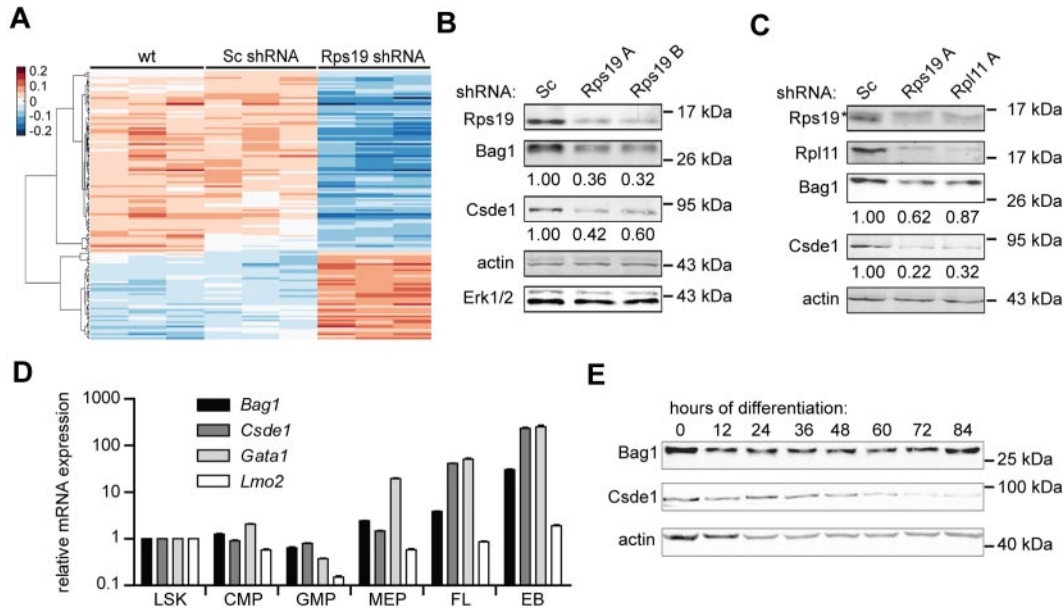 A
wt Sc shRNA Rps19 shRNA
0.2
0.1
0
-0.1
-0.2
B
shRNA: Sc Rps19 A Rps19 B
Rps19 17 kDa
Bag1 26 kDa
1.00 0.36 0.32
Csde1 95 kDa
1.00 0.42 0.60
actin 43 kDa
Erk1/2 43 kDa
C
shRNA: Sc Rps19 A Rpl11 A
Rps19* 17 kDa
Rpl11 17 kDa
Bag1 26 kDa
1.00 0.62 0.87
Csde1 95 kDa
1.00 0.22 0.32
actin 43 kDa
D
relative mRNA expression
1000
100
10
1
0.1
Bag1
Csde1
Gata1
Lmo2
LSK CMP GMP MEP FL EB
E
hours of differentiation:
0 12 24 36 48 60 72 84
Bag1 25 kDa
Csde1 100 kDa
actin 40 kDa